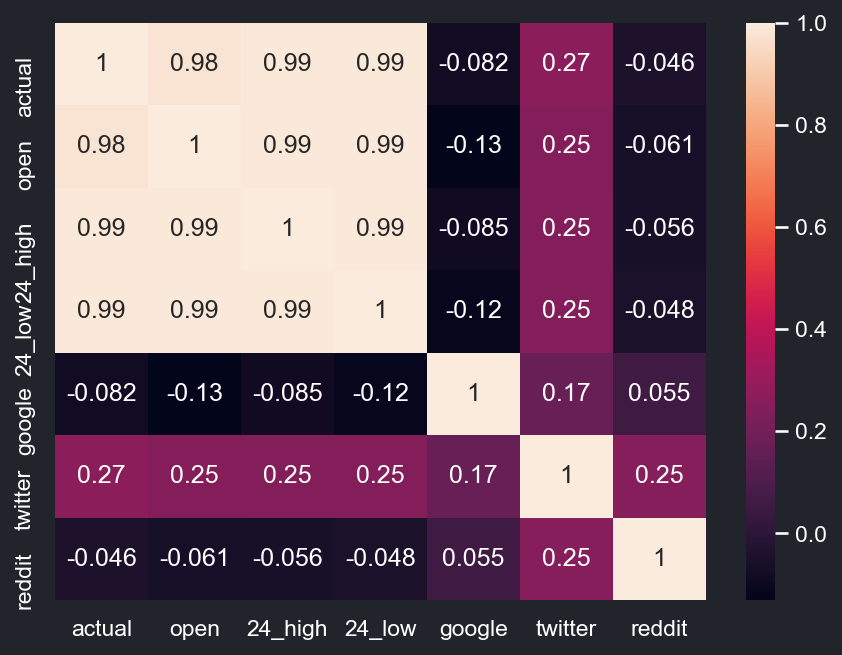 actual 1 0.98 0.99 0.99 -0.082 0.27 -0.046
open 0.98 1 0.99 0.99 -0.13 0.25 -0.061
24_high 0.99 0.99 1 0.99 -0.085 0.25 -0.056
24_low 0.99 0.99 0.99 1 -0.12 0.25 -0.048
google -0.082 -0.13 -0.085 -0.12 1 0.17 0.055
twitter 0.27 0.25 0.25 0.25 0.17 1 0.25
reddit -0.046 -0.061 -0.056 -0.048 0.055 0.25 1
actual open 24_high 24_low google twitter reddit
1.0
0.8
0.6
0.4
0.2
0.0